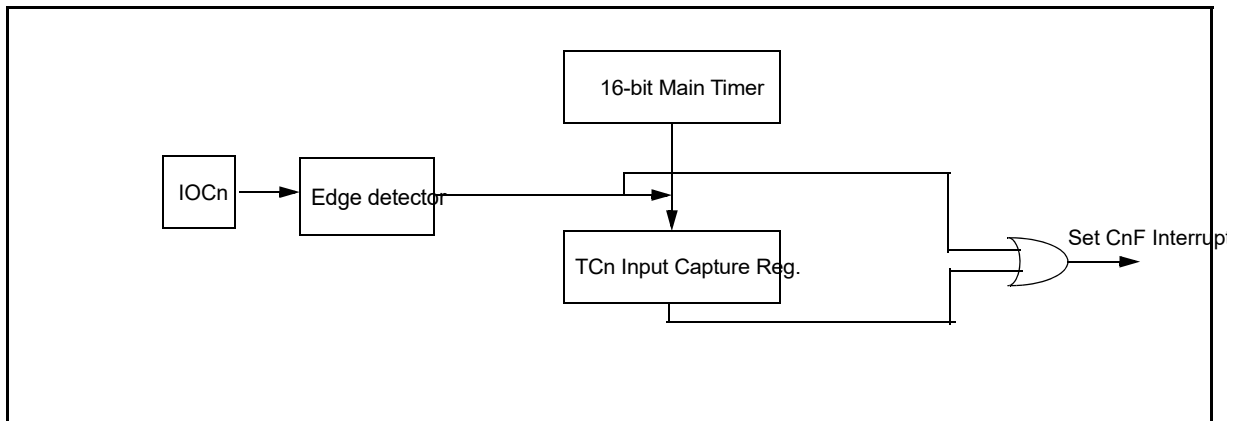 16-bit Main Timer
IOCn
Edge detector
TCn Input Capture Reg.
Set CnF Interrupt